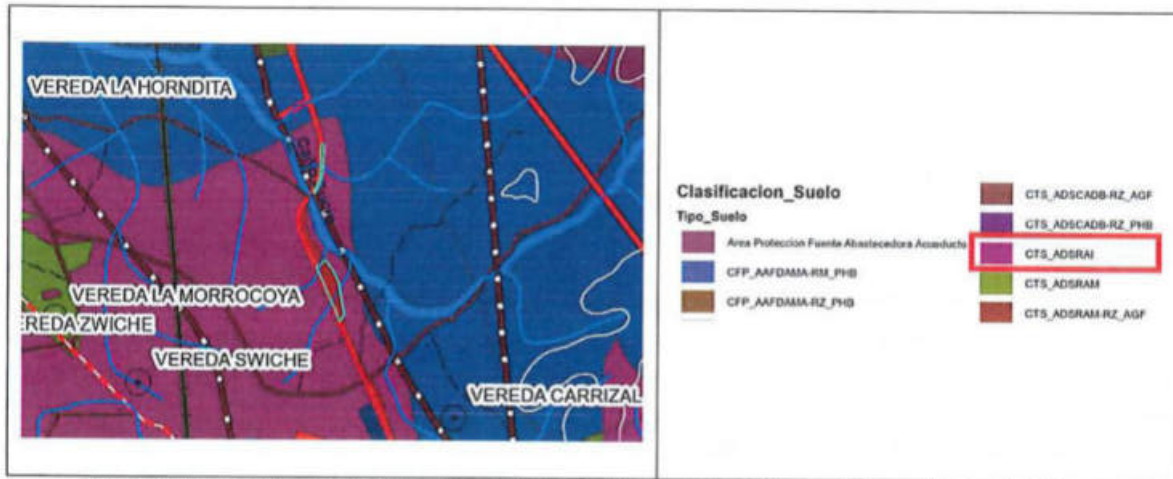 VEREDA LA HORNDITA
VEREDA LA MORROCOYA
EREDA ZWICHE
VEREDA SWICHE
VEREDA CARRIZAL
Clasificacion_Suelo
Tipo_Suelo
Area Proteccion Fuente Abastecedora Acueducto
CFP_AAFDAMA-RM_PHB
CFP_AAFDAMA-RZ_PHB
CTS_ADSCADB-RZ_AGF
CTS_ADSCADB-RZ_PHB
CTS_ADSRAI
CTS_ADSRAM
CTS_ADSRAM-RZ_AGF